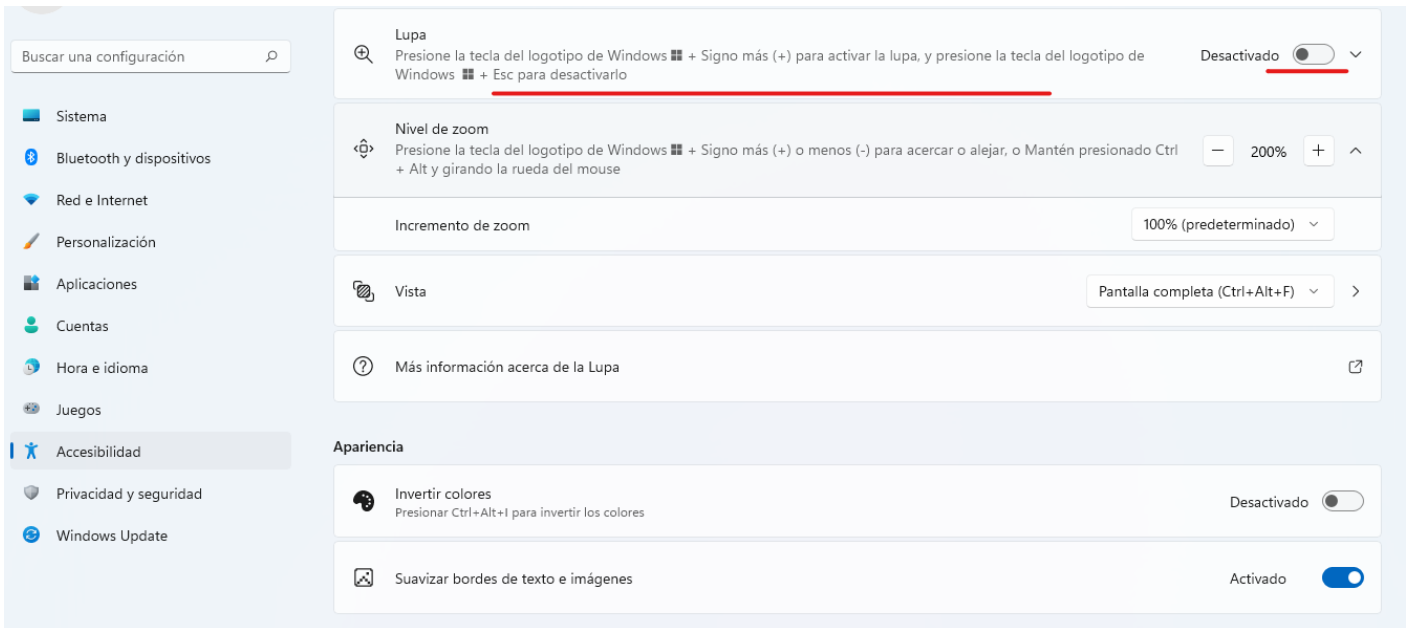 Buscar una configuración
Sistema
Bluetooth y dispositivos
Red e Internet
Personalización
Aplicaciones
Cuentas
Hora e idioma
Juegos
Accesibilidad
Privacidad y seguridad
Windows Update
Lupa
Presione la tecla del logotipo de Windows + Signo más (+) para activar la lupa, y presione la tecla del logotipo de
Windows + Esc para desactivarlo
Desactivado
Nivel de zoom
Presione la tecla del logotipo de Windows + Signo más (+) o menos (-) para acercar o alejar, o Mantén presionado Ctrl
+ Alt y girando la rueda del mouse
200%
Incremento de zoom
100% (predeterminado)
Vista
Pantalla completa (Ctrl+Alt+F)
Más información acerca de la Lupa
Apariencia
Invertir colores
Presionar Ctrl+Alt+I para invertir los colores
Desactivado
Suavizar bordes de texto e imágenes
Activado